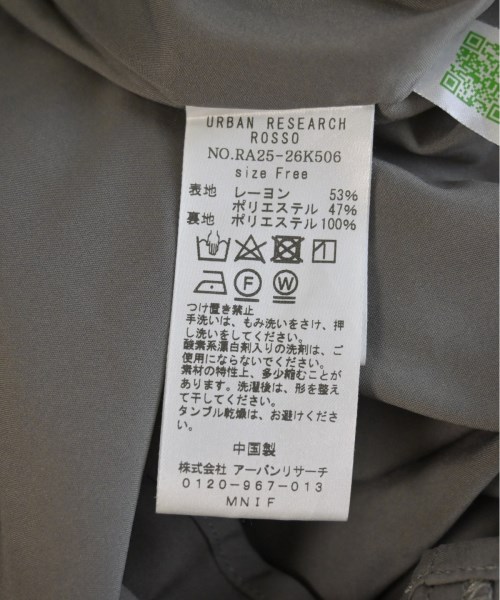 URBAN RESEARCH
ROSSO
NO.RA25-26K506
size Free
表地 レーヨン 53%
ポリエステル 47%
裏地 ポリエステル 100%
F W
つけ置き禁止
手洗いは、もみ洗いをさけ、押
し洗いをしてください。
酸素系漂白剤入りの洗剤は、ご
使用にならないでください。
素材の特性上、多少縮むことが
あります。洗濯後は、形を整え
て干してください。
タンブル乾燥は、お避けくださ
い。
中国製
株式会社 アーバンリサーチ
0120-967-013
MNIF